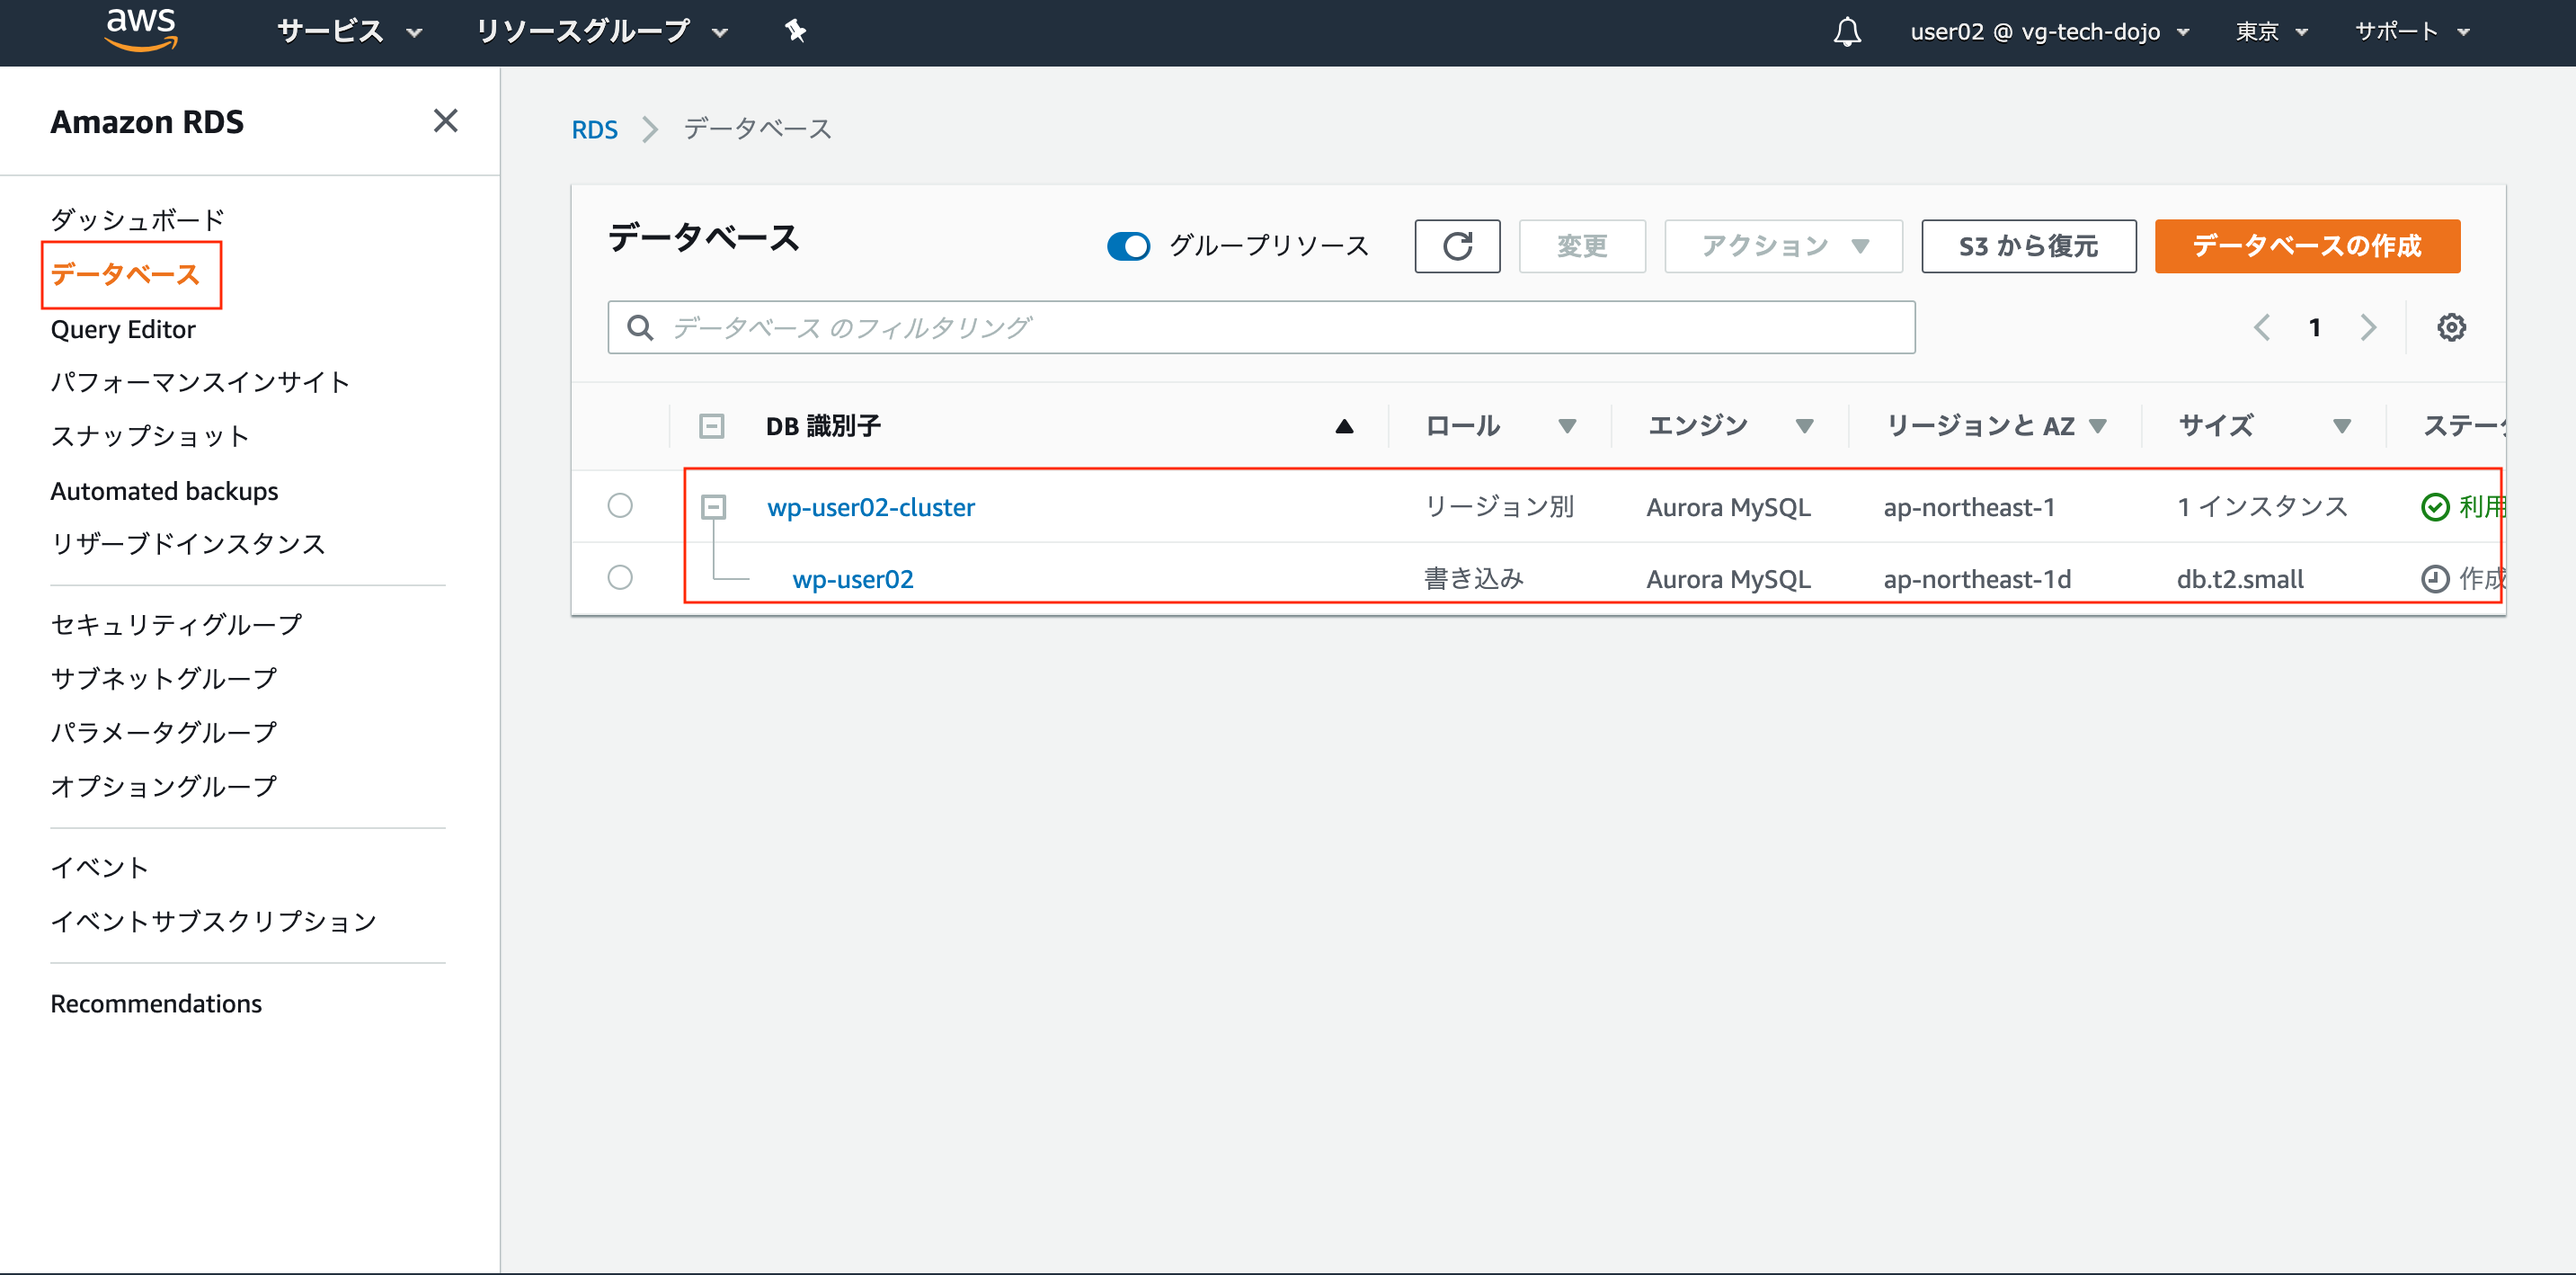 aws サービス リソースグループ user02 @ vg-tech-dojo 東京 サポート
Amazon RDS
ダッシュボード
データベース
Query Editor
パフォーマンスインサイト
スナップショット
Automated backups
リザーブドインスタンス
セキュリティグループ
サブネットグループ
パラメータグループ
オプショングループ
イベント
イベントサブスクリプション
Recommendations
RDS データベース
データベース グループリソース 変更 アクション S3 から復元 データベースの作成
データベース のフィルタリング 1
DB 識別子 ロール エンジン リージョンと AZ サイズ ステー
wp-user02-cluster リージョン別 Aurora MySQL ap-northeast-1 1 インスタンス 利用
wp-user02 書き込み Aurora MySQL ap-northeast-1d db.t2.small 作成